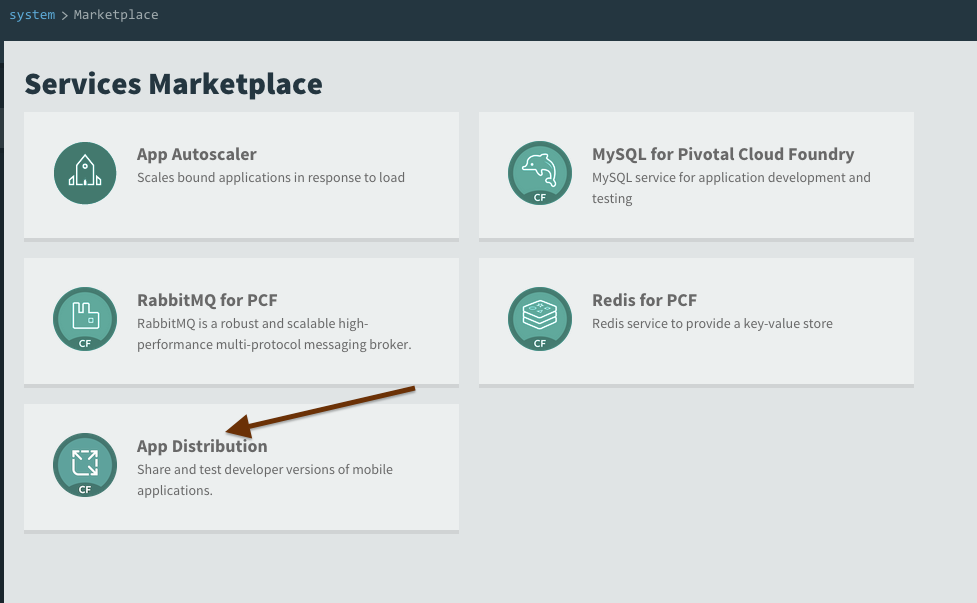 system > Marketplace
Services Marketplace
App Autoscaler
Scales bound applications in response to load
MySQL for Pivotal Cloud Foundry
MySQL service for application development and
testing
CF
RabbitMQ for PCF
RabbitMQ is a robust and scalable high-
performance multi-protocol messaging broker.
CF
Redis for PCF
Redis service to provide a key-value store
CF
App Distribution
Share and test developer versions of mobile
applications.
CF